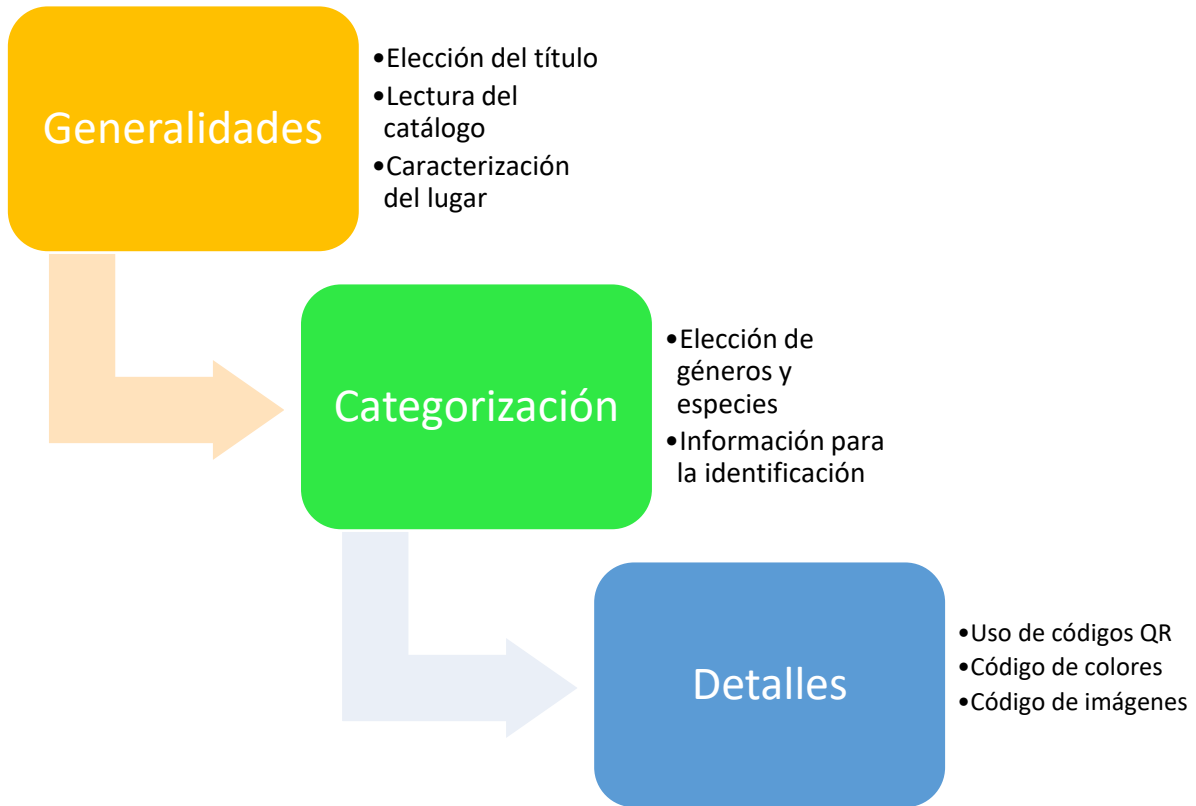 Generalidades
•Elección del título
•Lectura del
catálogo
•Caracterización
del lugar
Categorización
•Elección de
géneros y
especies
•Información para
la identificación
Detalles
•Uso de códigos QR
•Código de colores
•Código de imágenes